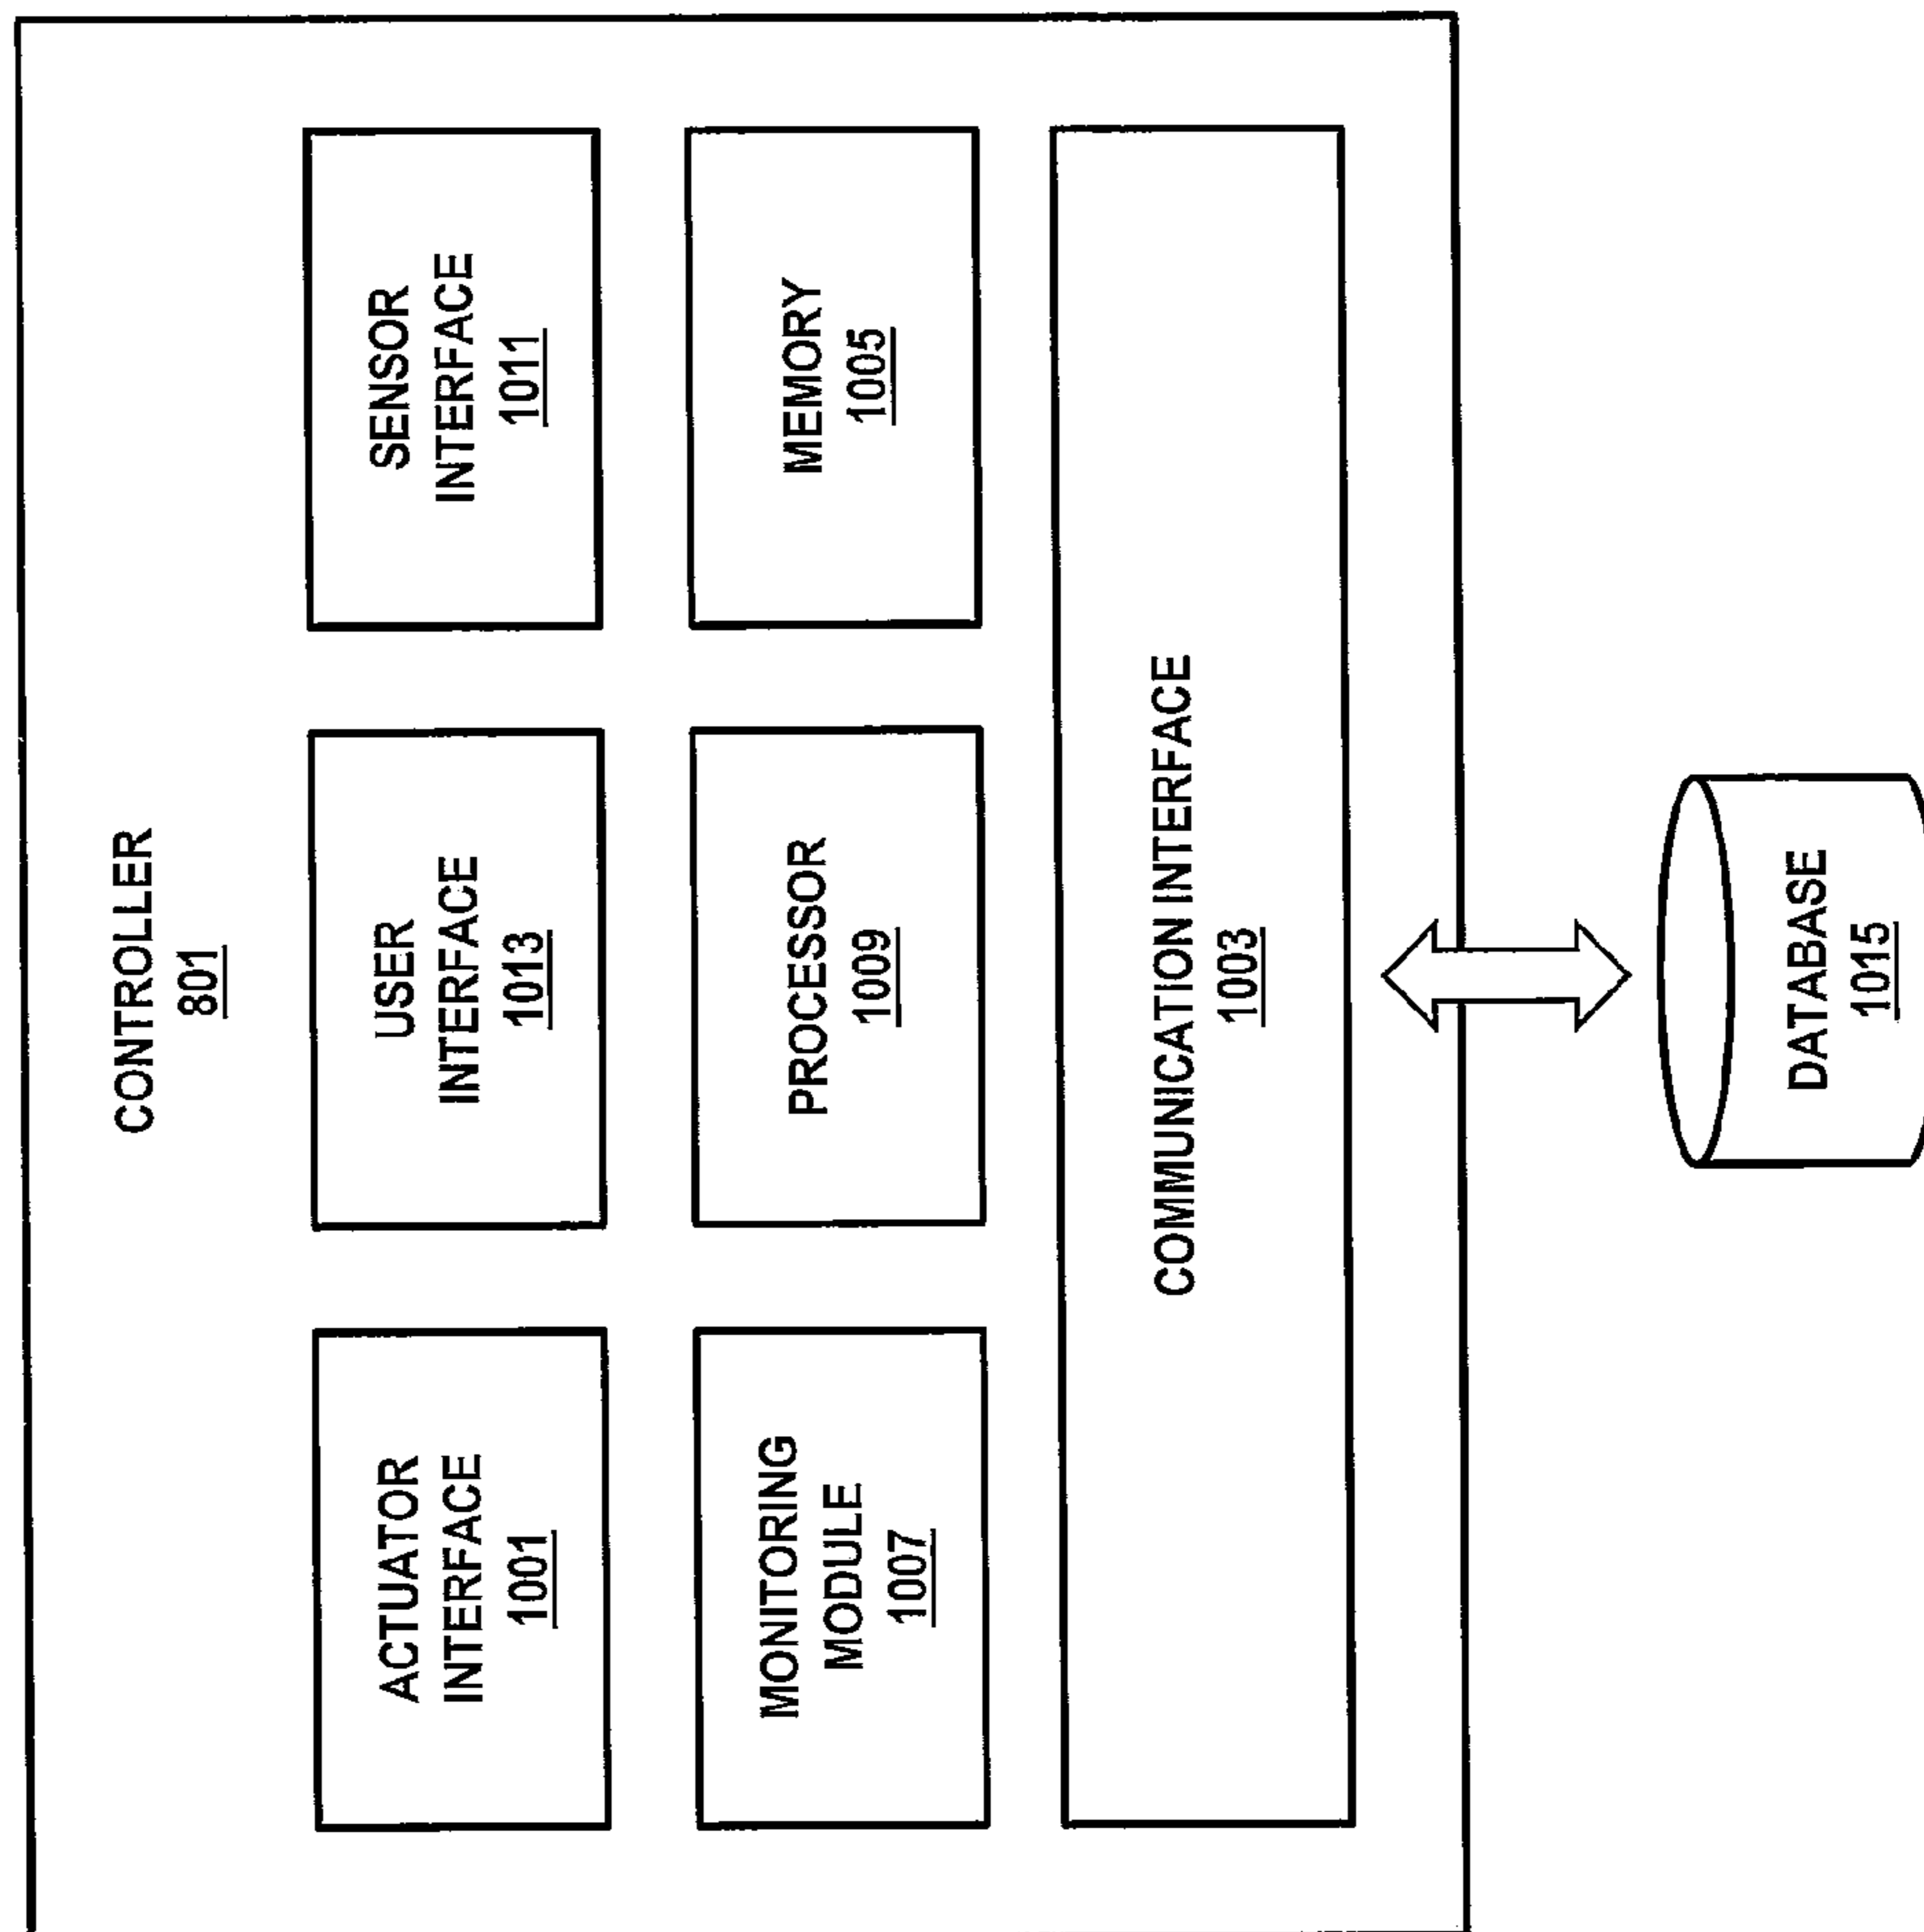 CONTROLLER
801
ACTUATOR
INTERFACE
1001
USER
INTERFACE
1013
SENSOR
INTERFACE
1011
MONITORING
MODULE
1007
PROCESSOR
1009
MEMORY
1005
COMMUNICATION INTERFACE
1003
DATABASE
1015